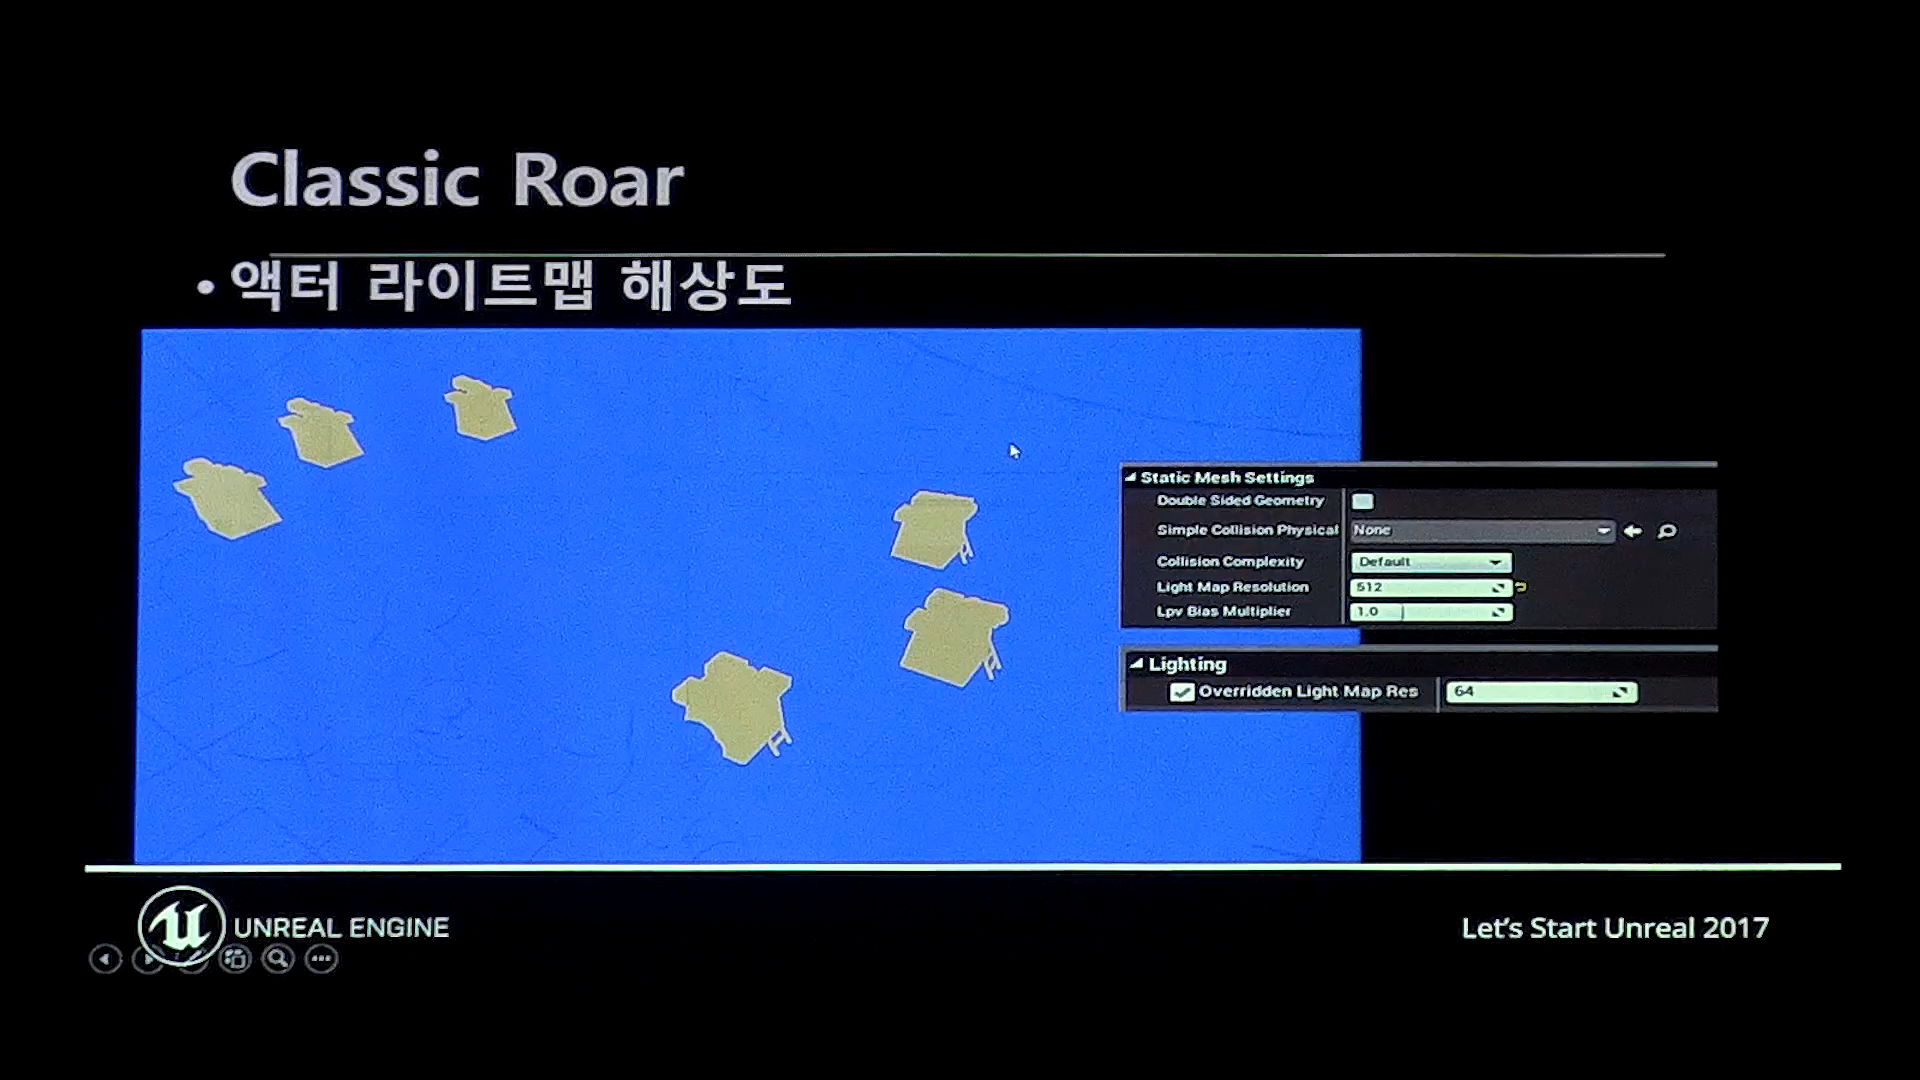 Classic Roar
• 액터 라이트맵 해상도
Static Mesh Settings
Double Sided Geometry
Simple Collision Physical None
Collision Complexity Default
Light Map Resolution 512
Lpv Bias Multiplier 1.0
Lighting
Overridden Light Map Res 64
UNREAL ENGINE
Let's Start Unreal 2017